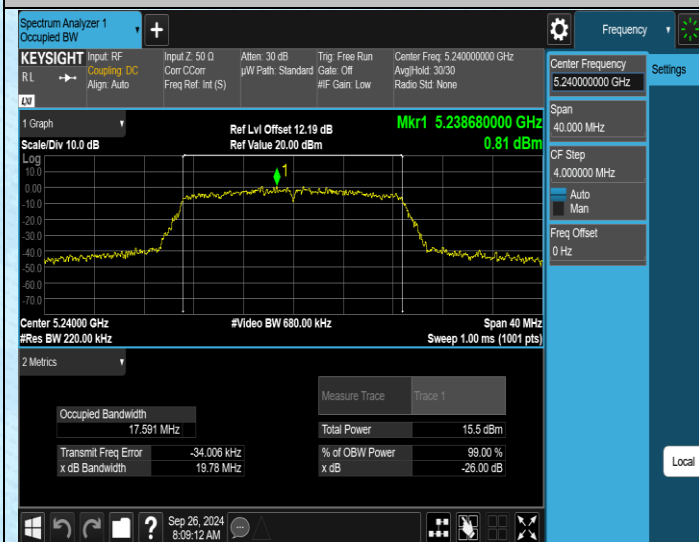 Spectrum Analyzer 1
Occupied BW
Frequency
KEYSIGHT
R L
LXI
Input: RF
Coupling: DC
Align: Auto
Input Z: 50 Ω
Corr CCorr
Freq Ref: Int (S)
Atten: 30 dB
µW Path: Standard
Trig: Free Run
Gate: Off
#IF Gain: Low
Center Freq: 5.240000000 GHz
Avg|Hold: 30/30
Radio Std: None
Center Frequency
5.240000000 GHz
Settings
Span
40.000 MHz
CF Step
4.000000 MHz
Auto
Man
Freq Offset
0 Hz
Local
1 Graph
Scale/Div 10.0 dB
Ref Lvl Offset 12.19 dB
Ref Value 20.00 dBm
Mkr1 5.238680000 GHz
0.81 dBm
Log
10.0
0.00
-10.0
-20.0
-30.0
-40.0
-50.0
-60.0
-70.0
1
Center 5.24000 GHz
#Res BW 220.00 kHz
#Video BW 680.00 kHz
Span 40 MHz
Sweep 1.00 ms (1001 pts)
2 Metrics
Measure Trace Trace 1
Occupied Bandwidth
17.591 MHz
Total Power 15.5 dBm
Transmit Freq Error -34.006 kHz
% of OBW Power 99.00 %
x dB Bandwidth 19.78 MHz
x dB -26.00 dB
?
Sep 26, 2024
8:09:12 AM